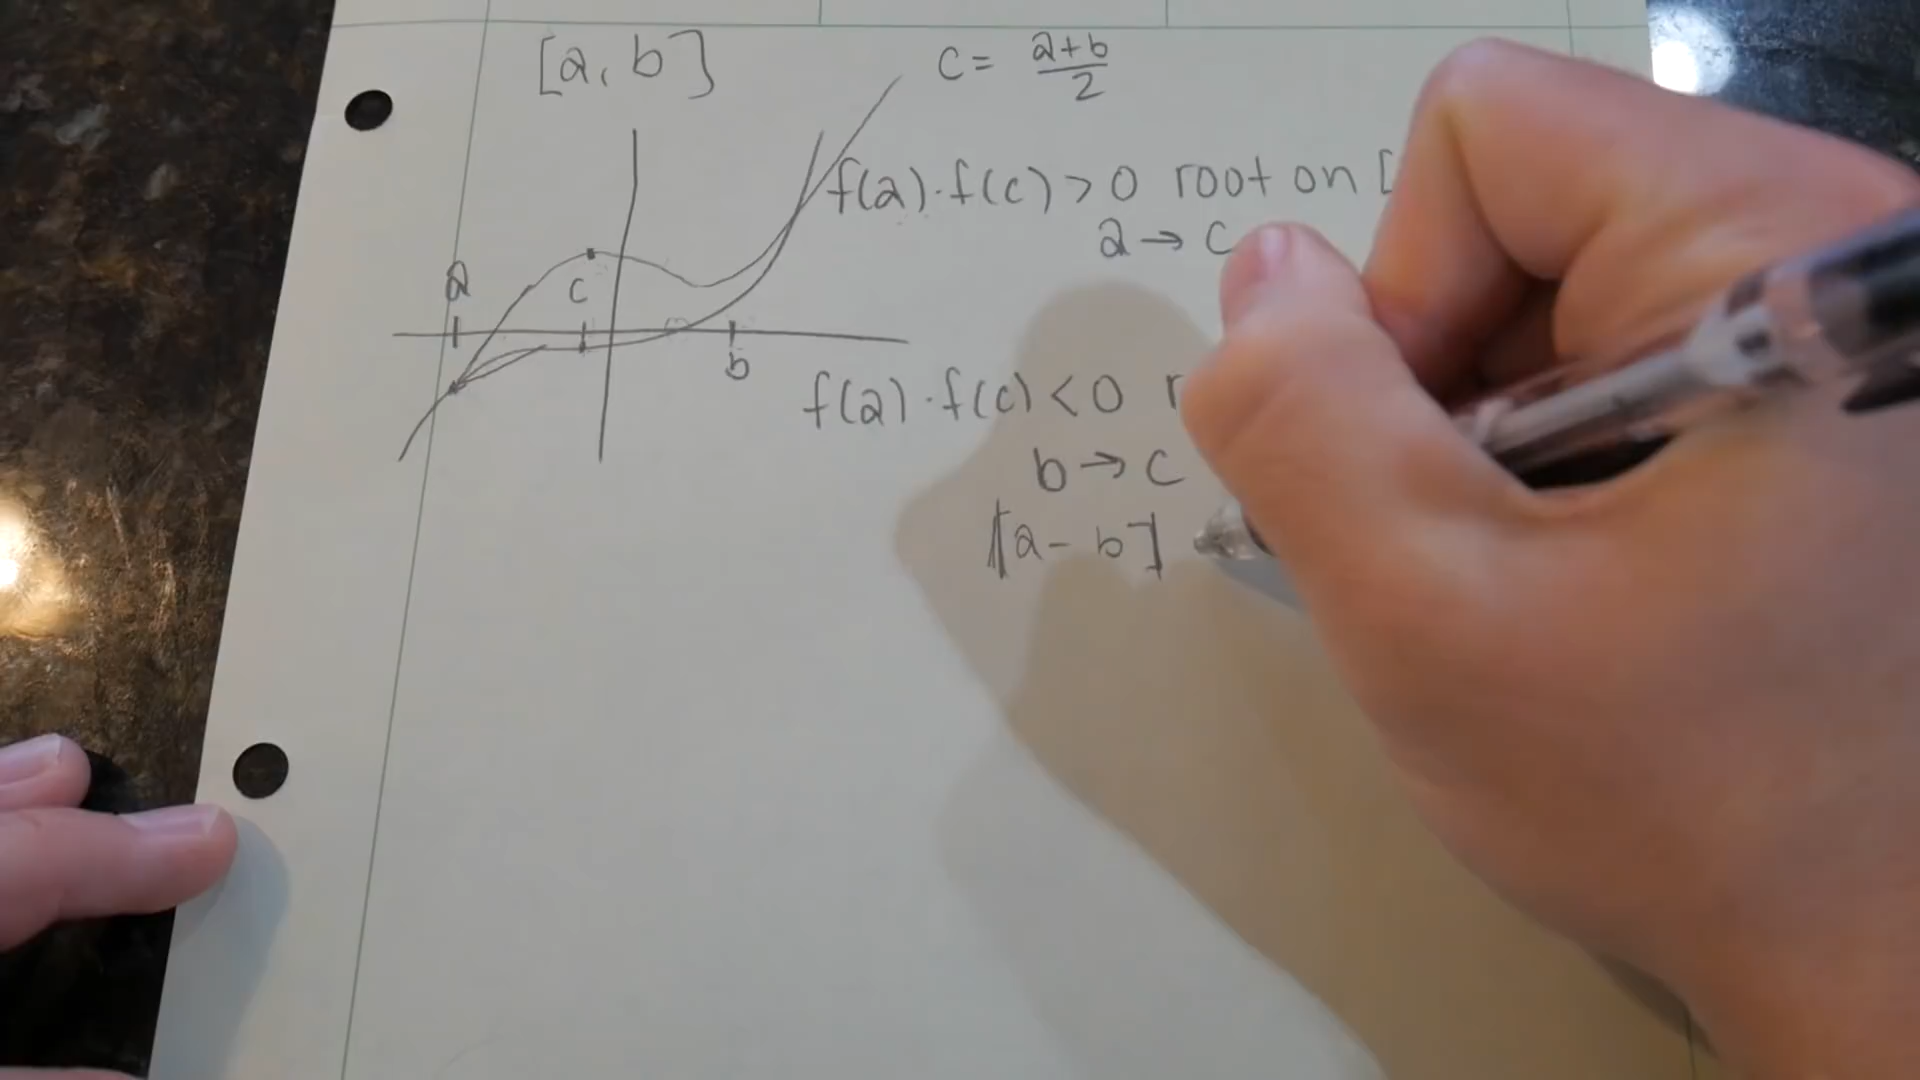 [a, b]
c = a+b/2
f(a)·f(c) > 0 root on [
a → c
a
c
b
f(a)·f(c) < 0
b → c
[a - b]